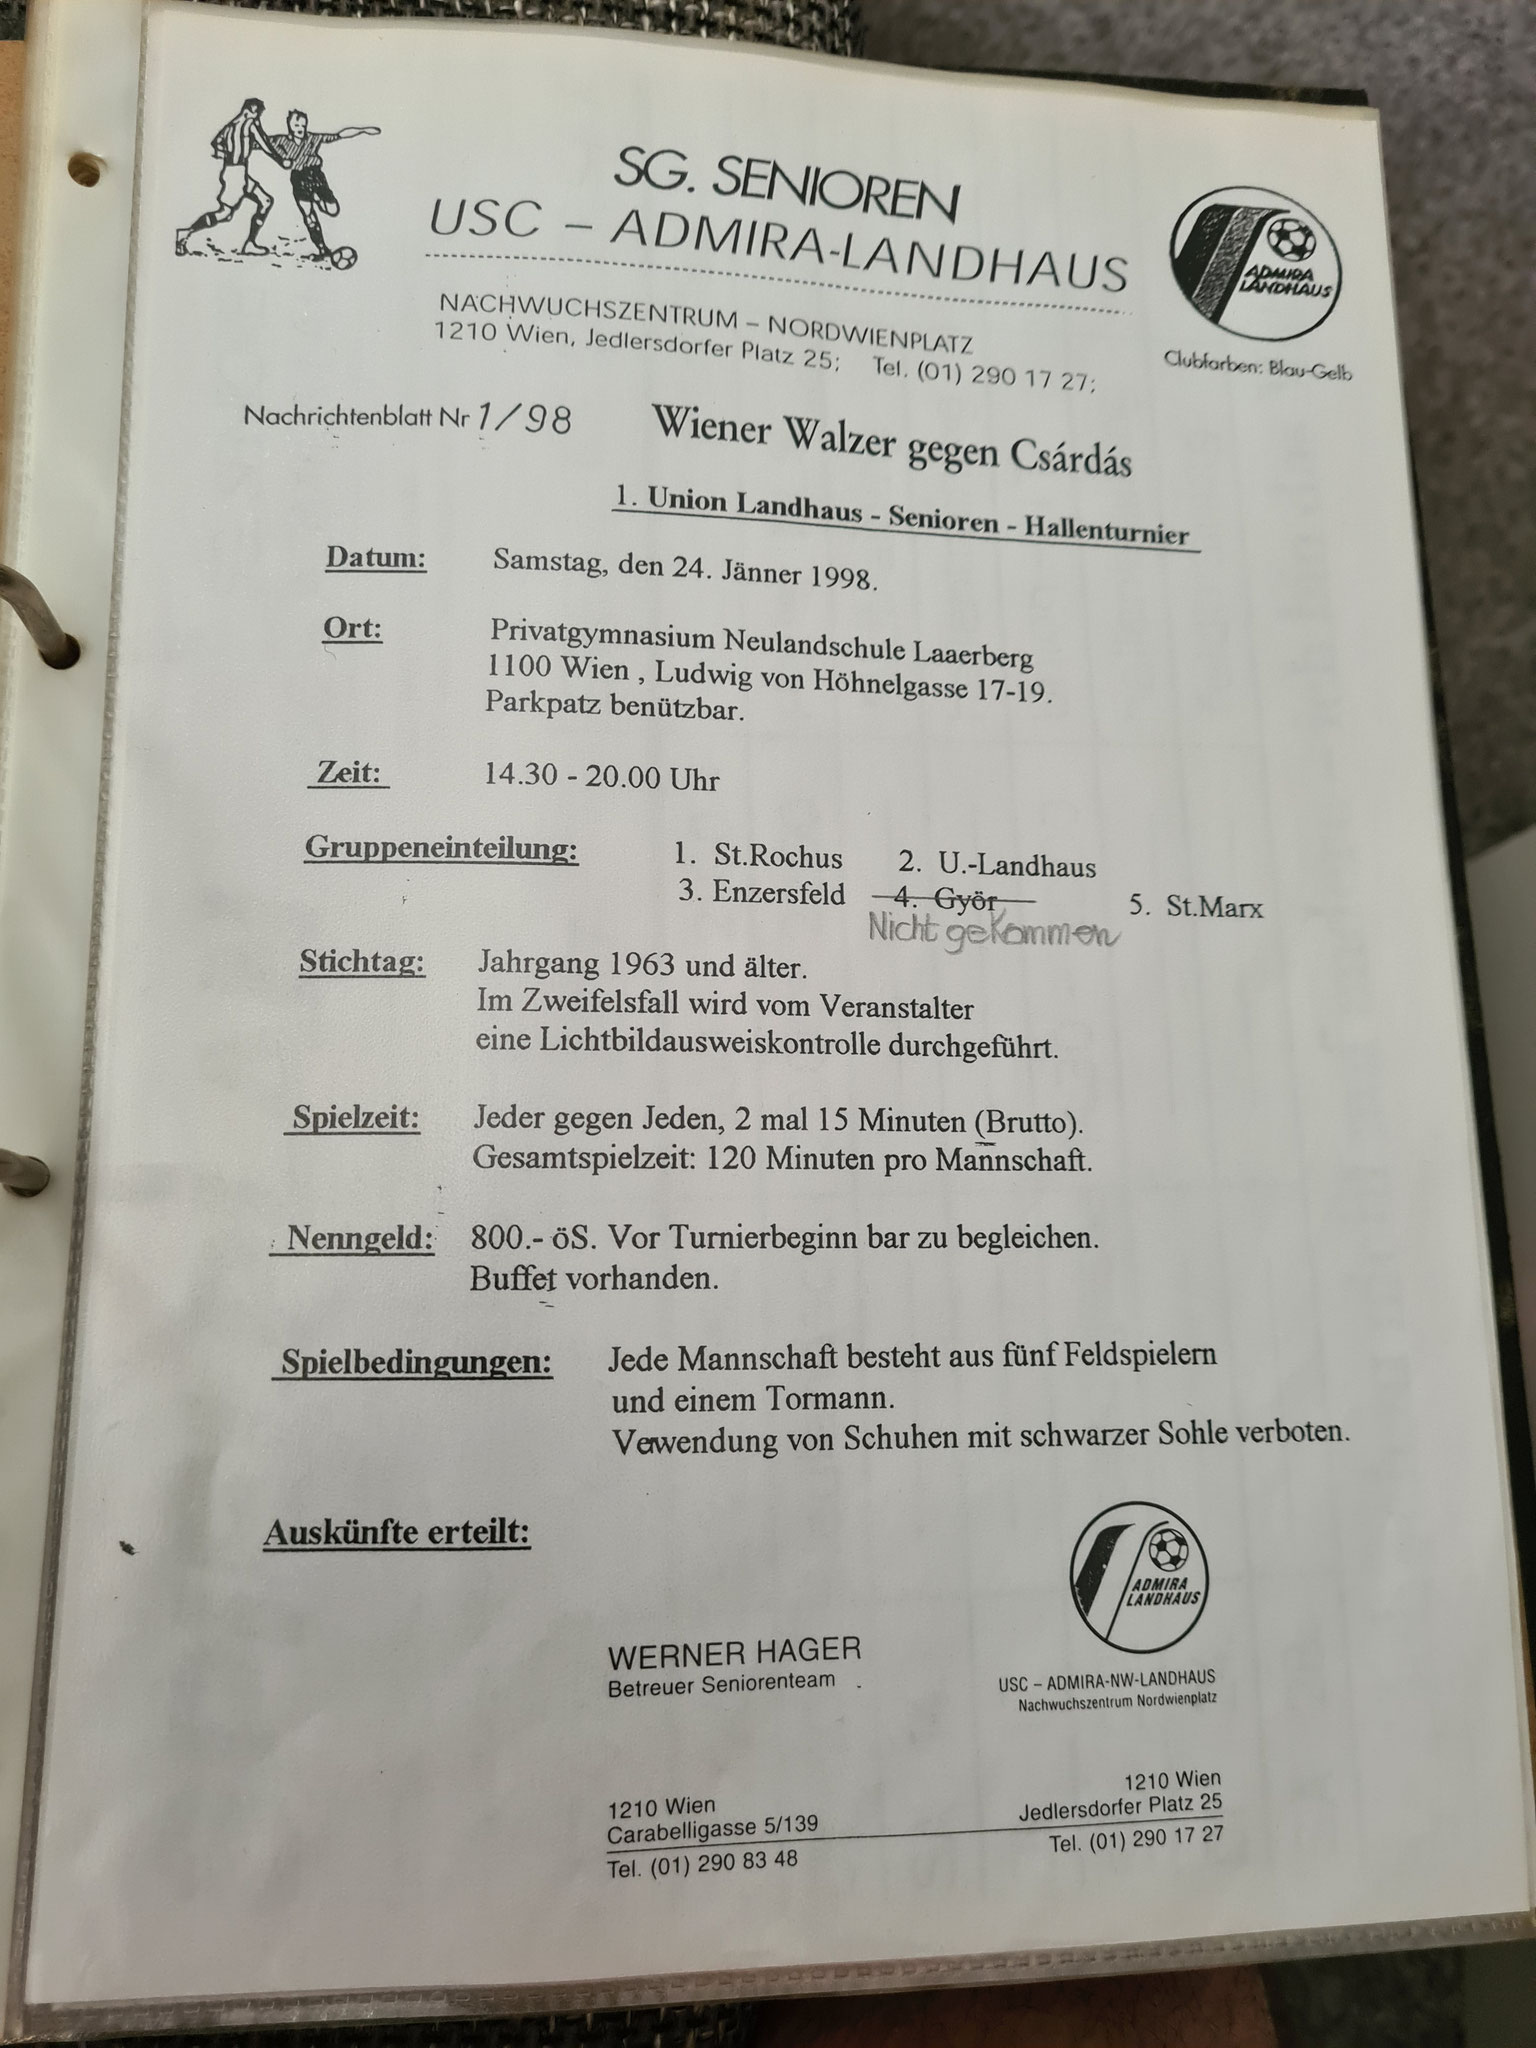 SG. SENIOREN
USC – ADMIRA-LANDHAUS
ADMIRA
LANDHAUS
NACHWUCHSZENTRUM – NORDWIENPLATZ
1210 Wien, Jedlersdorfer Platz 25; Tel. (01) 290 17 27;
Clubfarben: Blau-Gelb
Nachrichtenblatt Nr 1/98
Wiener Walzer gegen Csárdás
1. Union Landhaus - Senioren - Hallenturnier
Datum: Samstag, den 24. Jänner 1998.
Ort: Privatgymnasium Neulandschule Laaerberg
1100 Wien , Ludwig von Höhnelgasse 17-19.
Parkpatz benützbar.
Zeit: 14.30 - 20.00 Uhr
Gruppeneinteilung: 1. St.Rochus 2. U.-Landhaus
3. Enzersfeld 4. Györ 5. St.Marx
Nicht gekommen
Stichtag: Jahrgang 1963 und älter.
Im Zweifelsfall wird vom Veranstalter
eine Lichtbildausweiskontrolle durchgeführt.
Spielzeit: Jeder gegen Jeden, 2 mal 15 Minuten (Brutto).
Gesamtspielzeit: 120 Minuten pro Mannschaft.
Nenngeld: 800.- öS. Vor Turnierbeginn bar zu begleichen.
Buffet vorhanden.
Spielbedingungen: Jede Mannschaft besteht aus fünf Feldspielern
und einem Tormann.
Verwendung von Schuhen mit schwarzer Sohle verboten.
Auskünfte erteilt:
ADMIRA
LANDHAUS
WERNER HAGER
Betreuer Seniorenteam
USC – ADMIRA-NW-LANDHAUS
Nachwuchszentrum Nordwienplatz
1210 Wien
Carabelligasse 5/139
Tel. (01) 290 83 48
1210 Wien
Jedlersdorfer Platz 25
Tel. (01) 290 17 27